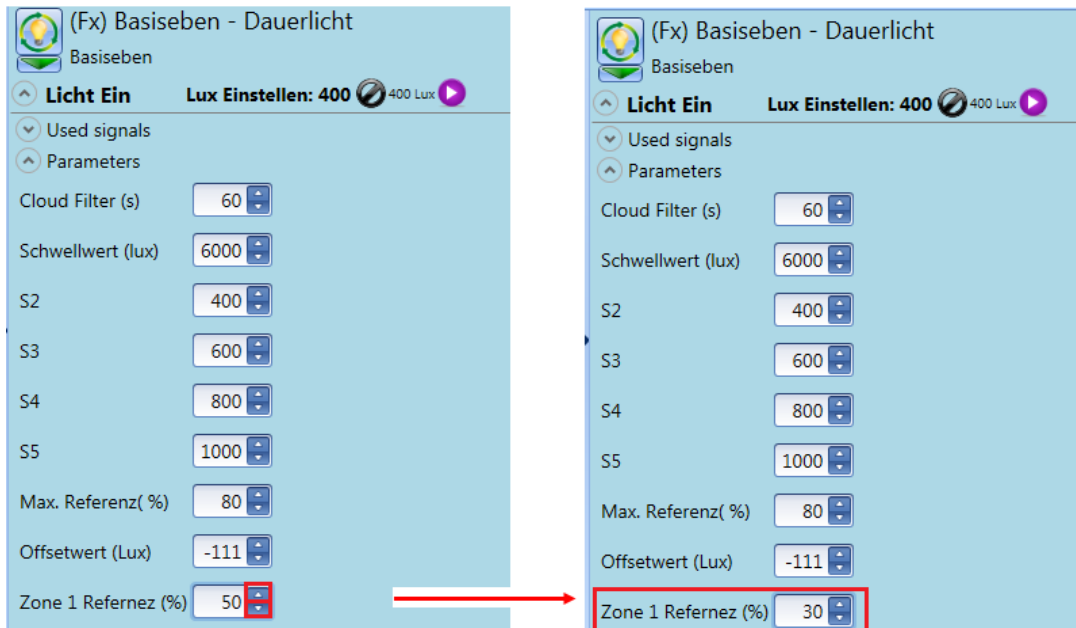 (Fx) Basiseben - Dauerlicht
Basiseben
Licht Ein Lux Einstellen: 400 400 Lux
Used signals
Parameters
Cloud Filter (s) 60
Schwellwert (lux) 6000
S2 400
S3 600
S4 800
S5 1000
Max. Referenz( %) 80
Offsetwert (Lux) -111
Zone 1 Refernez (%) 50
(Fx) Basiseben - Dauerlicht
Basiseben
Licht Ein Lux Einstellen: 400 400 Lux
Used signals
Parameters
Cloud Filter (s) 60
Schwellwert (lux) 6000
S2 400
S3 600
S4 800
S5 1000
Max. Referenz( %) 80
Offsetwert (Lux) -111
Zone 1 Refernez (%) 30